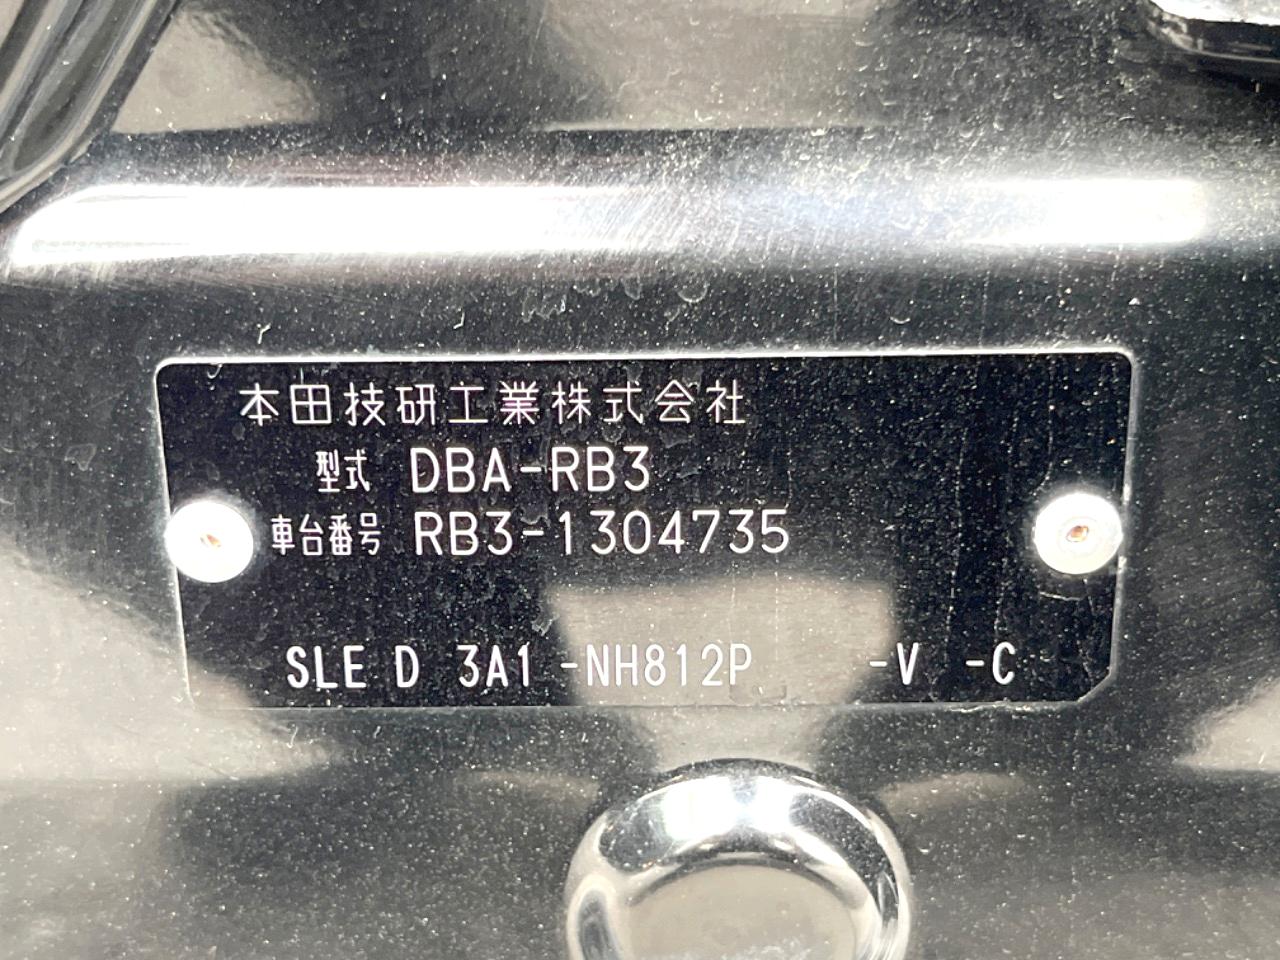 本田技研工業株式会社
型式 DBA-RB3
車台番号 RB3-1304735
SLE D 3A1 -NH812P -V -C